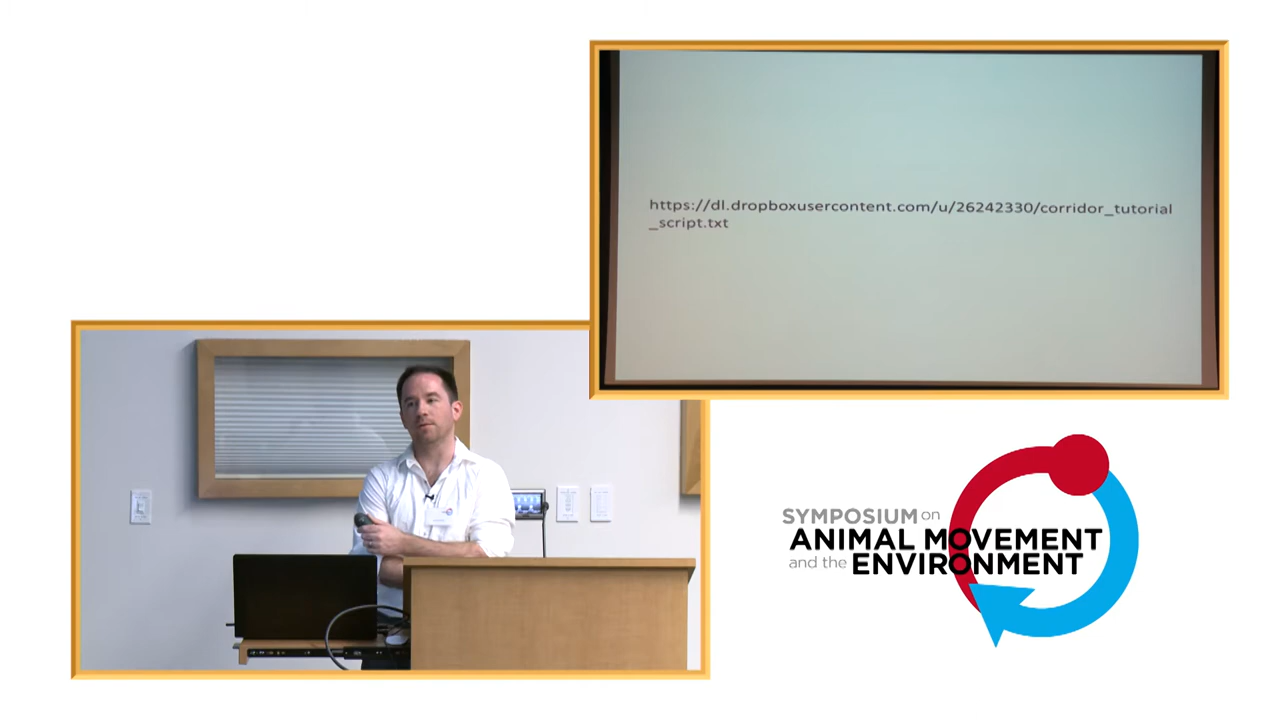 https://dl.dropboxusercontent.com/u/26242330/corridor_tutorial
_script.txt
SYMPOSIUM on
ANIMAL MOVEMENT
and the ENVIRONMENT